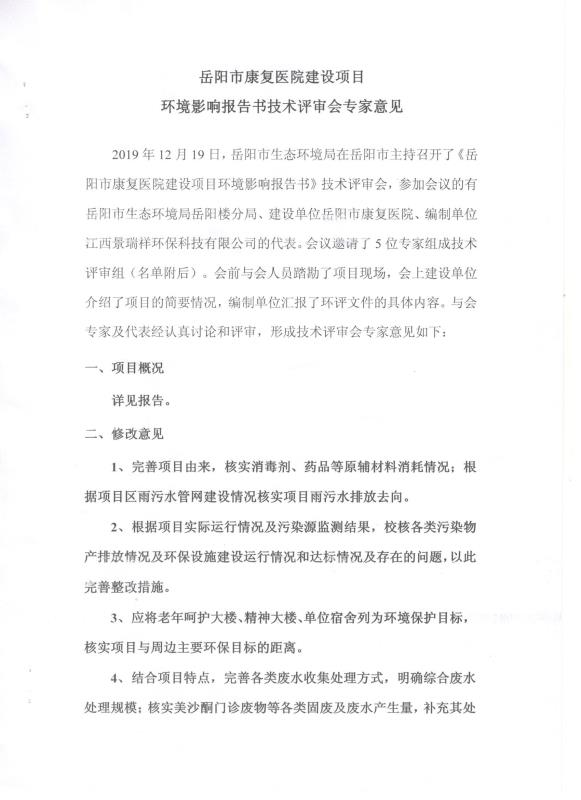 岳阳市康复医院建设项目
环境影响报告书技术评审会专家意见
2019 年 12 月 19 日，岳阳市生态环境局在岳阳市主持召开了《岳
阳市康复医院建设项目环境影响报告书》技术评审会，参加会议的有
岳阳市生态环境局岳阳楼分局、建设单位岳阳市康复医院、编制单位
江西景瑞祥环保科技有限公司的代表。会议邀请了 5 位专家组成技术
评审组（名单附后）。会前与会人员踏勘了项目现场，会上建设单位
介绍了项目的简要情况，编制单位汇报了环评文件的具体内容。与会
专家及代表经认真讨论和评审，形成技术评审会专家意见如下：
一、项目概况
详见报告。
二、修改意见
1、完善项目由来，核实消毒剂、药品等原辅材料消耗情况；根
据项目区雨污水管网建设情况核实项目雨污水排放去向。
2、根据项目实际运行情况及污染源监测结果，校核各类污染物
产排放情况及环保设施建设运行情况和达标情况及存在的问题，以此
完善整改措施。
3、应将老年呵护大楼、精神大楼、单位宿舍列为环境保护目标，
核实项目与周边主要环保目标的距离。
4、结合项目特点，完善各类废水收集处理方式，明确综合废水
处理规模；核实美沙酮门诊废物等各类固废及废水产生量，补充其处